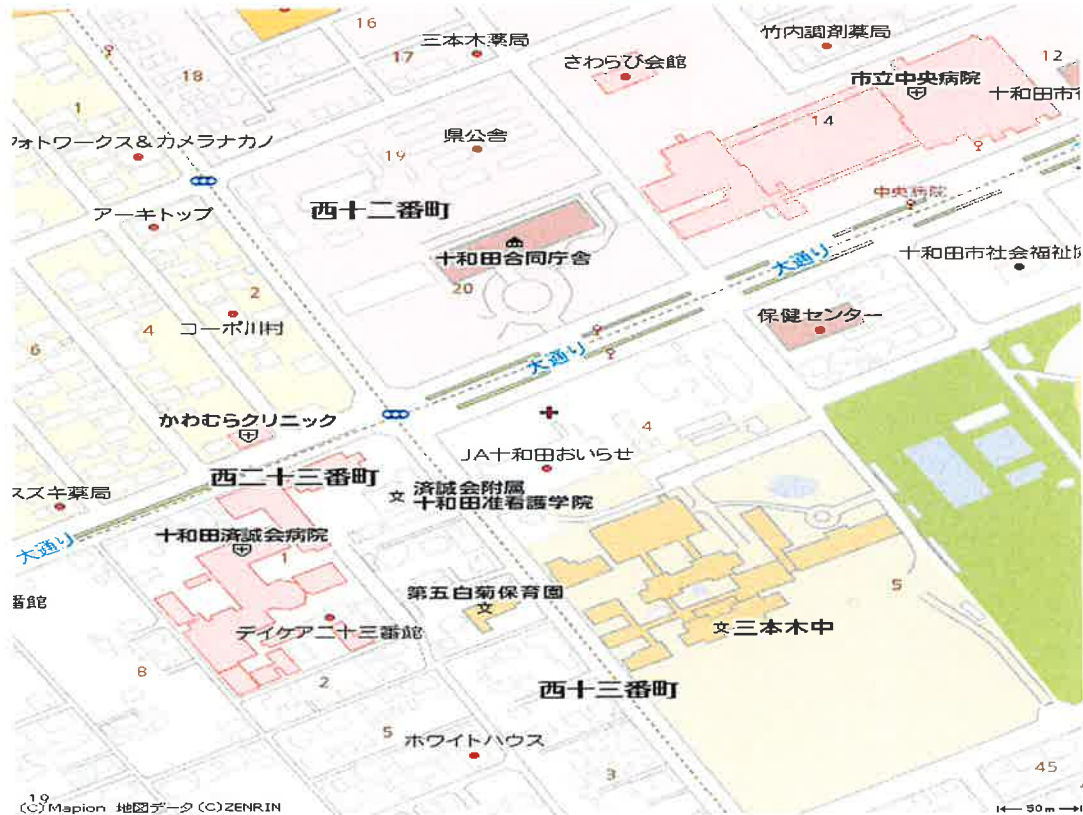 16
三本木薬局
竹内調剤薬局
17
さわらび会館
12
18
市立中央病院
十和田市役
1
14
フォトワークス&カメラナカノ
県公舎
19
中央病院
アーキトップ
西十二番町
十和田合同庁舎
大通り
十和田市社会福祉協
20
2
4
コーポ川村
保健センター
6
大通り
かわむらクリニック
4
西二十三番町
JA十和田おいらせ
スズキ薬局
文 済誠会附属
十和田准看護学院
大通り
十和田済誠会病院
1
5
番館
第五白菊保育園
文
デイケア二十三番館
文三本木中
8
2
西十三番町
5
ホワイトハウス
3
45
19
(C)Mapion 地図データ(C)ZENRIN
50m